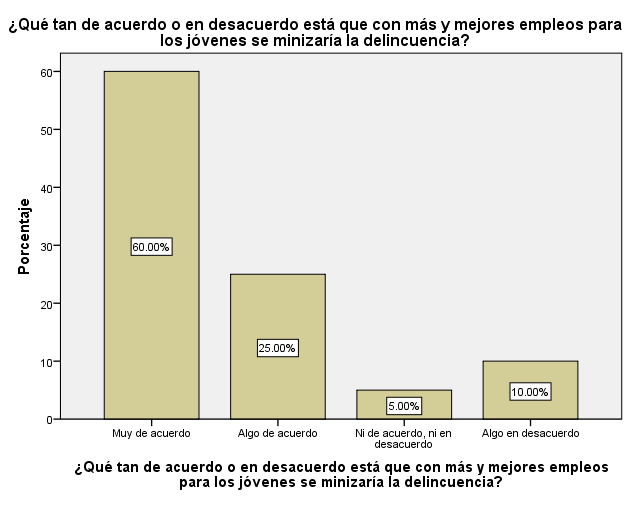 ¿Qué tan de acuerdo o en desacuerdo está que con más y mejores empleos para
los jóvenes se minizaría la delincuencia?
Porcentaje
60
50
40
30
20
10
0
60.00%
25.00%
5.00%
10.00%
Muy de acuerdo
Algo de acuerdo
Ni de acuerdo, ni en
desacuerdo
Algo en desacuerdo
¿Qué tan de acuerdo o en desacuerdo está que con más y mejores empleos
para los jóvenes se minizaría la delincuencia?